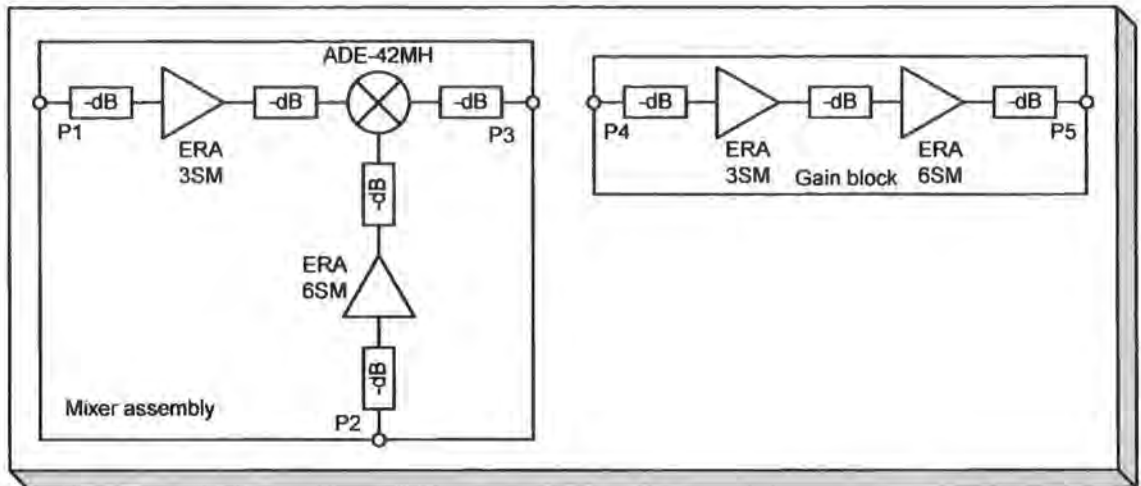 ADE-42MH
-dB
-dB
-dB
P1
P3
ERA
3SM
-dB
ERA
6SM
-dB
P2
Mixer assembly
-dB
-dB
-dB
P4
P5
ERA
3SM
ERA
6SM
Gain block